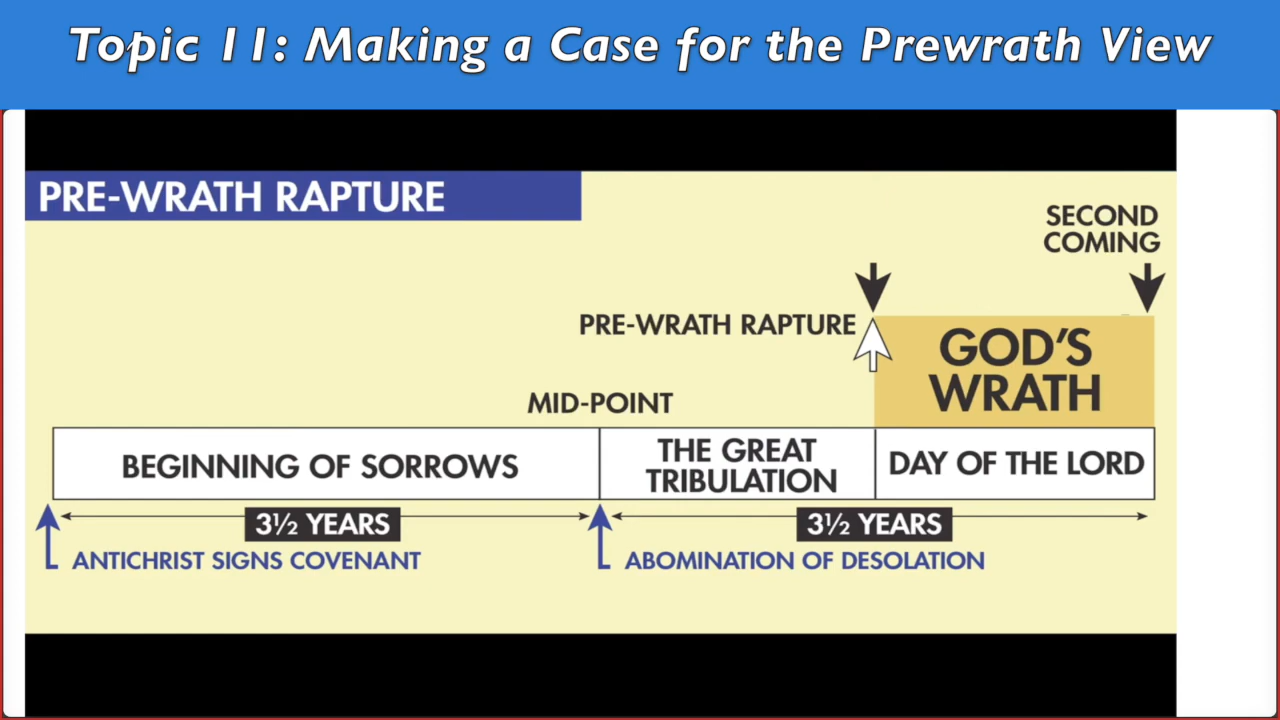 Topic 11: Making a Case for the Prewrath View
PRE-WRATH RAPTURE
SECOND
COMING
PRE-WRATH RAPTURE
GOD'S
WRATH
MID-POINT
BEGINNING OF SORROWS
THE GREAT
TRIBULATION
DAY OF THE LORD
3½ YEARS
3½ YEARS
ANTICHRIST SIGNS COVENANT
ABOMINATION OF DESOLATION